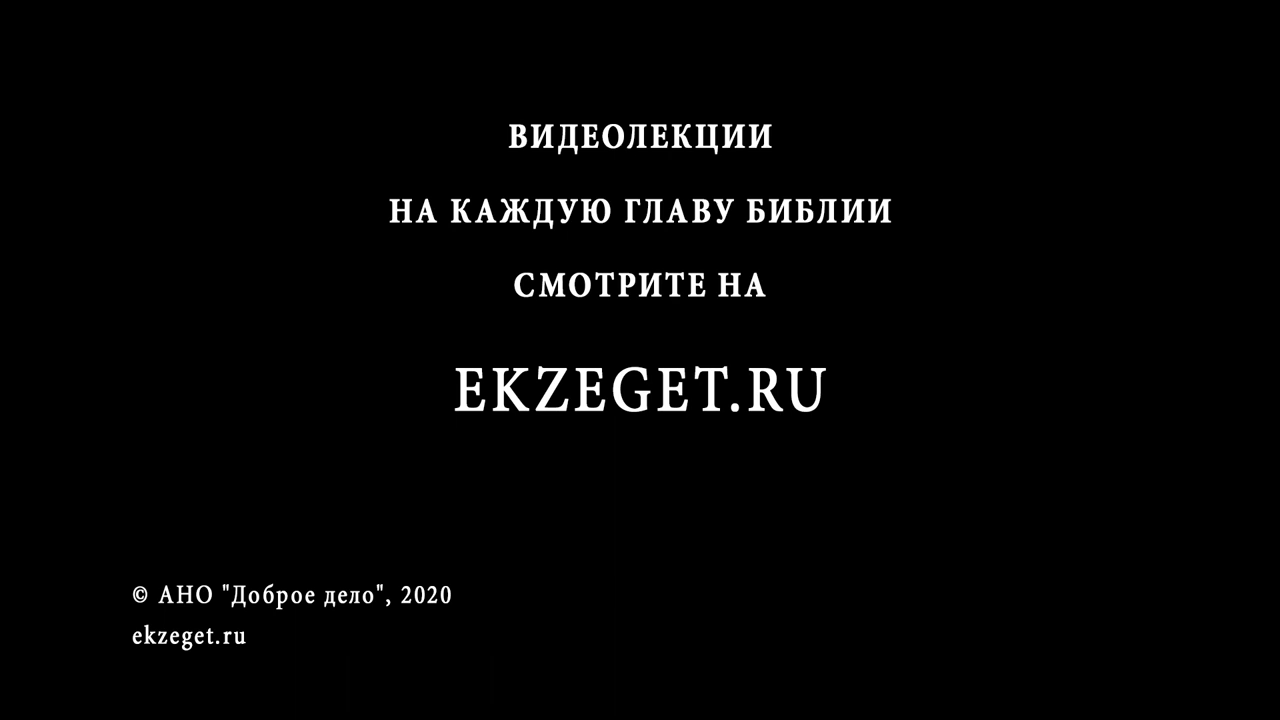 ВИДЕОЛЕКЦИИ
НА КАЖДУЮ ГЛАВУ БИБЛИИ
СМОТРИТЕ НА
EKZEGET.RU
© АНО "Доброе дело", 2020
ekzeget.ru